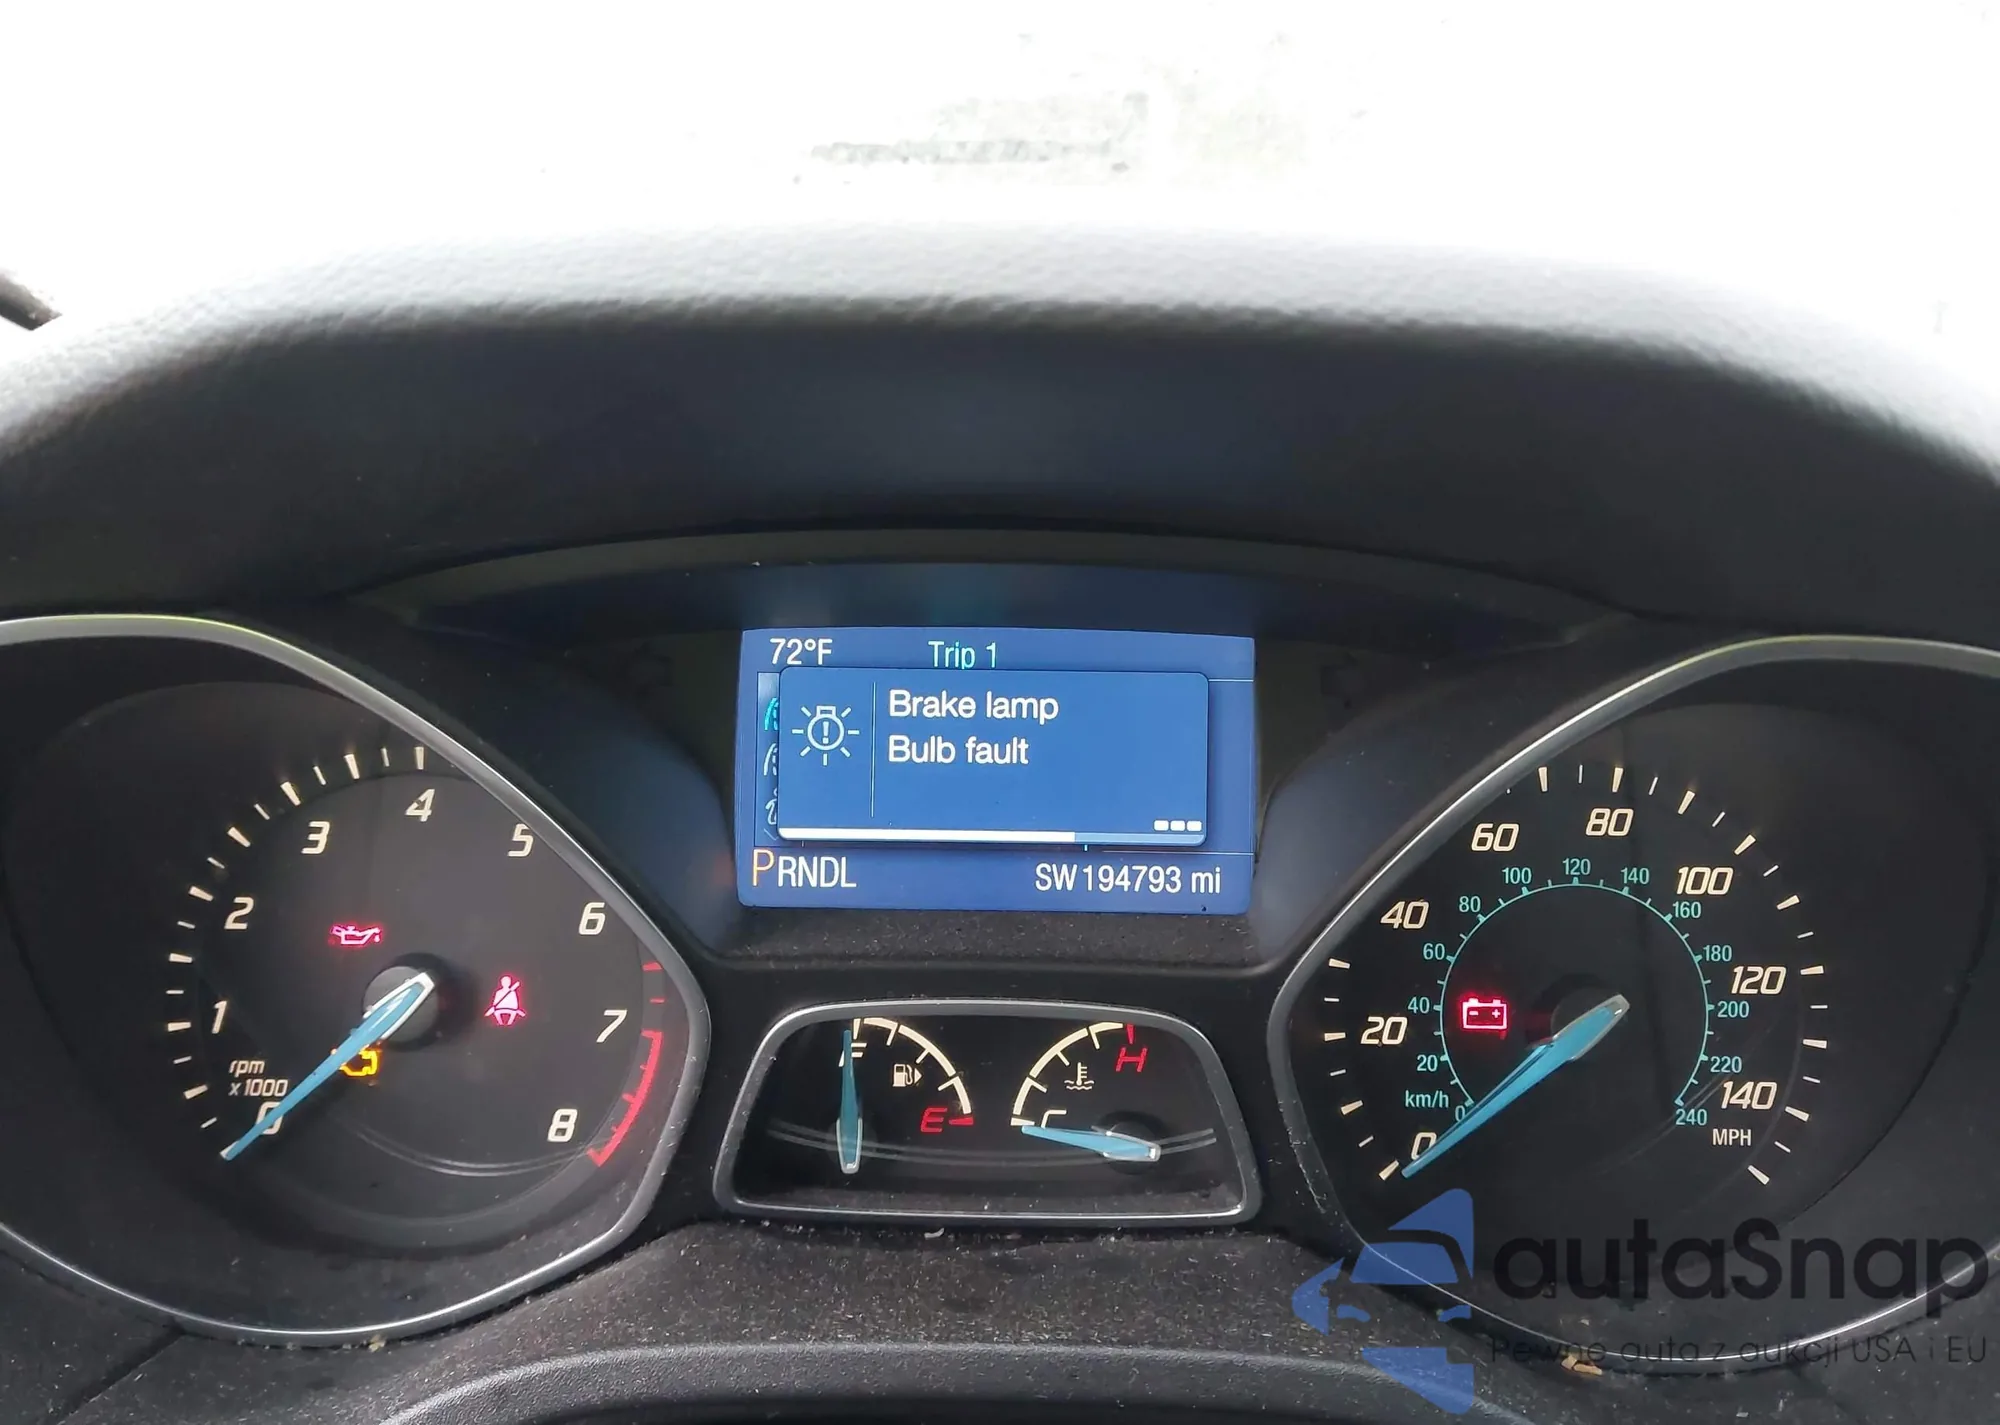 72°F Trip 1
Brake lamp
Bulb fault
PRNDL SW 194793 mi
0 1 2 3 4 5 6 7 8
rpm
x1000
F E
C H
0 20 40 60 80 100 120 140
MPH
0 20 40 60 80 100 120 140 160 180 200 220 240
km/h
autaSnap
Pewne auta z aukcji USA i EU